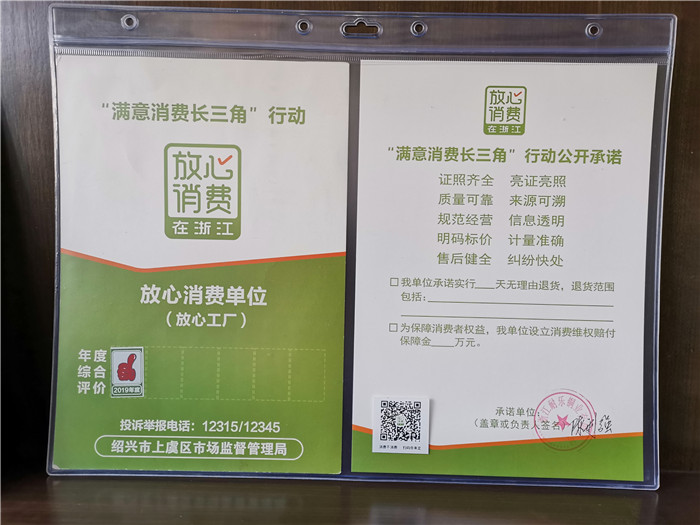 “满意消费长三角”行动
放心
消费
在浙江
放心消费单位
（放心工厂）
年度
综合
评价
2019年度
投诉举报电话：12315/12345
绍兴市上虞区市场监督管理局
放心
消费
在浙江
“满意消费长三角”行动公开承诺
证照齐全 亮证亮照
质量可靠 来源可溯
规范经营 信息透明
明码标价 计量准确
售后健全 纠纷快处
□我单位承诺实行____天无理由退货，退货范围
包括：
□为保障消费者权益，我单位设立消费维权赔付
保障金____万元。
承诺单位：
（盖章或负责人签名）